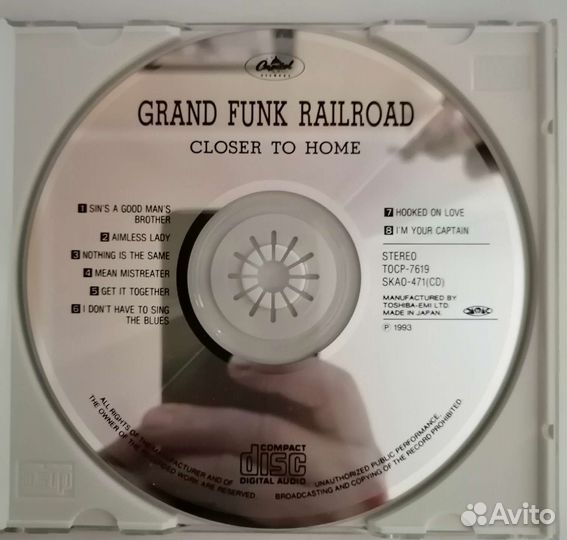 Capitol
RECORDS
GRAND FUNK RAILROAD
CLOSER TO HOME
1 SIN'S A GOOD MAN'S
BROTHER
2 AIMLESS LADY
3 NOTHING IS THE SAME
4 MEAN MISTREATER
5 GET IT TOGETHER
6 I DON'T HAVE TO SING
THE BLUES
7 HOOKED ON LOVE
8 I'M YOUR CAPTAIN
STEREO
TOCP-7619
SKAO-471(CD)
MANUFACTURED BY
TOSHIBA-EMI LTD.
MADE IN JAPAN.
Ⓟ 1993
ALL RIGHTS OF THE MANUFACTURER AND OF
THE OWNER OF THE RECORDED WORK ARE RESERVED.
COMPACT
disc
DIGITAL AUDIO
UNAUTHORIZED PUBLIC PERFORMANCE,
BROADCASTING AND COPYING OF THE RECORD PROHIBITED.
Avito